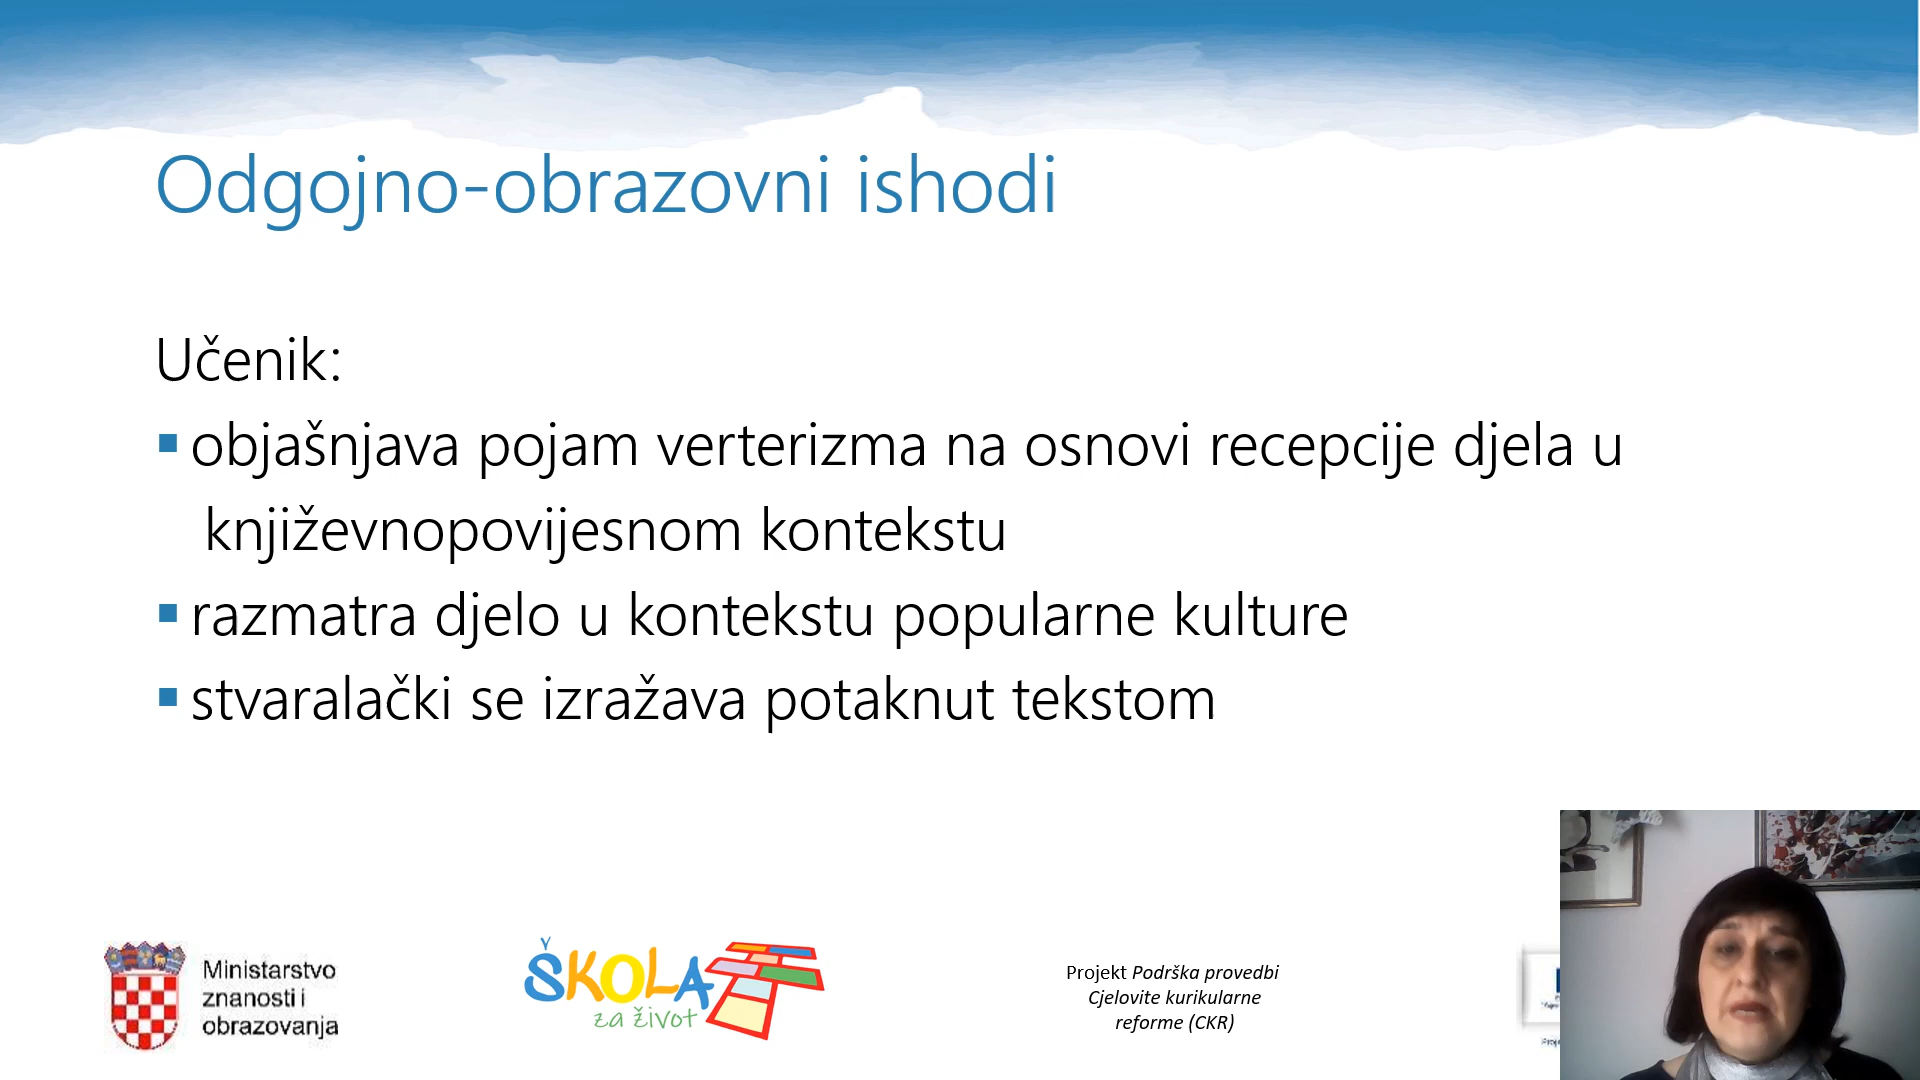 Odgojno-obrazovni ishodi
Učenik:
objašnjava pojam verterizma na osnovi recepcije djela u
književnopovijesnom kontekstu
razmatra djelo u kontekstu popularne kulture
stvaralački se izražava potaknut tekstom
Ministarstvo
znanosti i
obrazovanja
ŠKOLA
za život
Projekt Podrška provedbi
Cjelovite kurikularne
reforme (CKR)